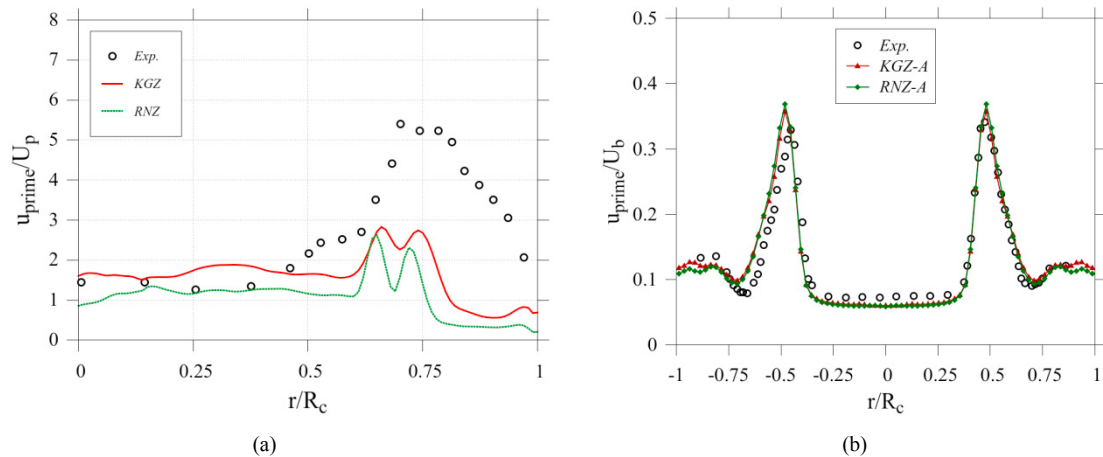 8
7
6
5
4
3
2
1
0
u_prime/U_p
Exp.
KGZ
RNZ
0 0.25 0.5 0.75 1
r/R_c
(a)
0.5
0.4
0.3
0.2
0.1
0
u_prime/U_b
Exp.
KGZ-A
RNZ-A
-1 -0.75 -0.5 -0.25 0 0.25 0.5 0.75 1
r/R_c
(b)